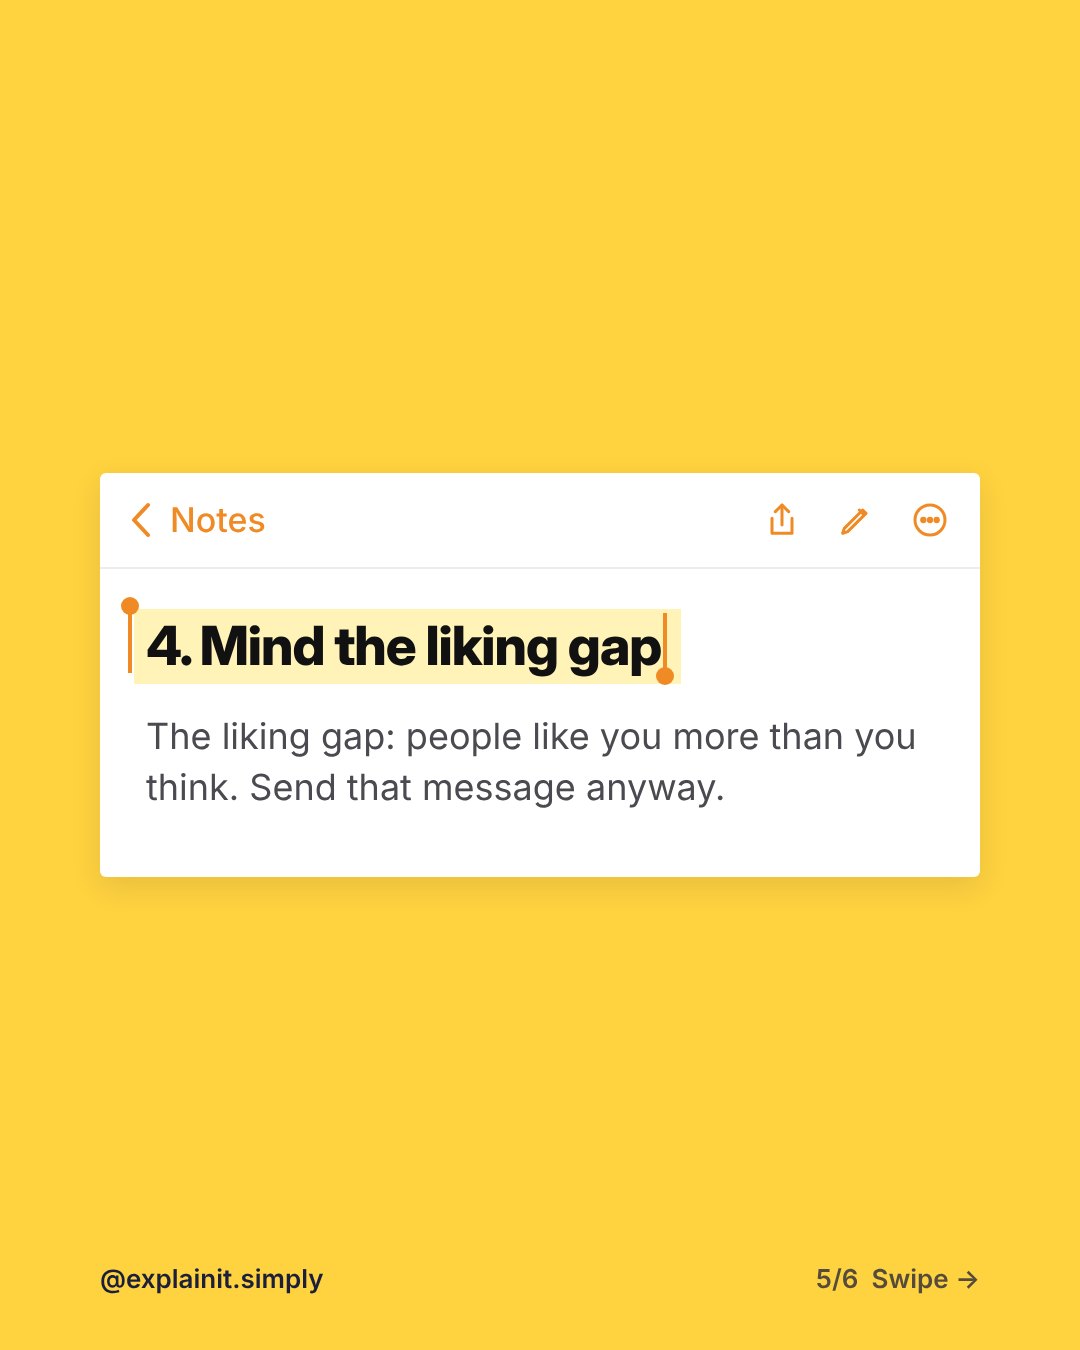 Notes
4. Mind the liking gap
The liking gap: people like you more than you
think. Send that message anyway.
@explainit.simply
5/6 Swipe →